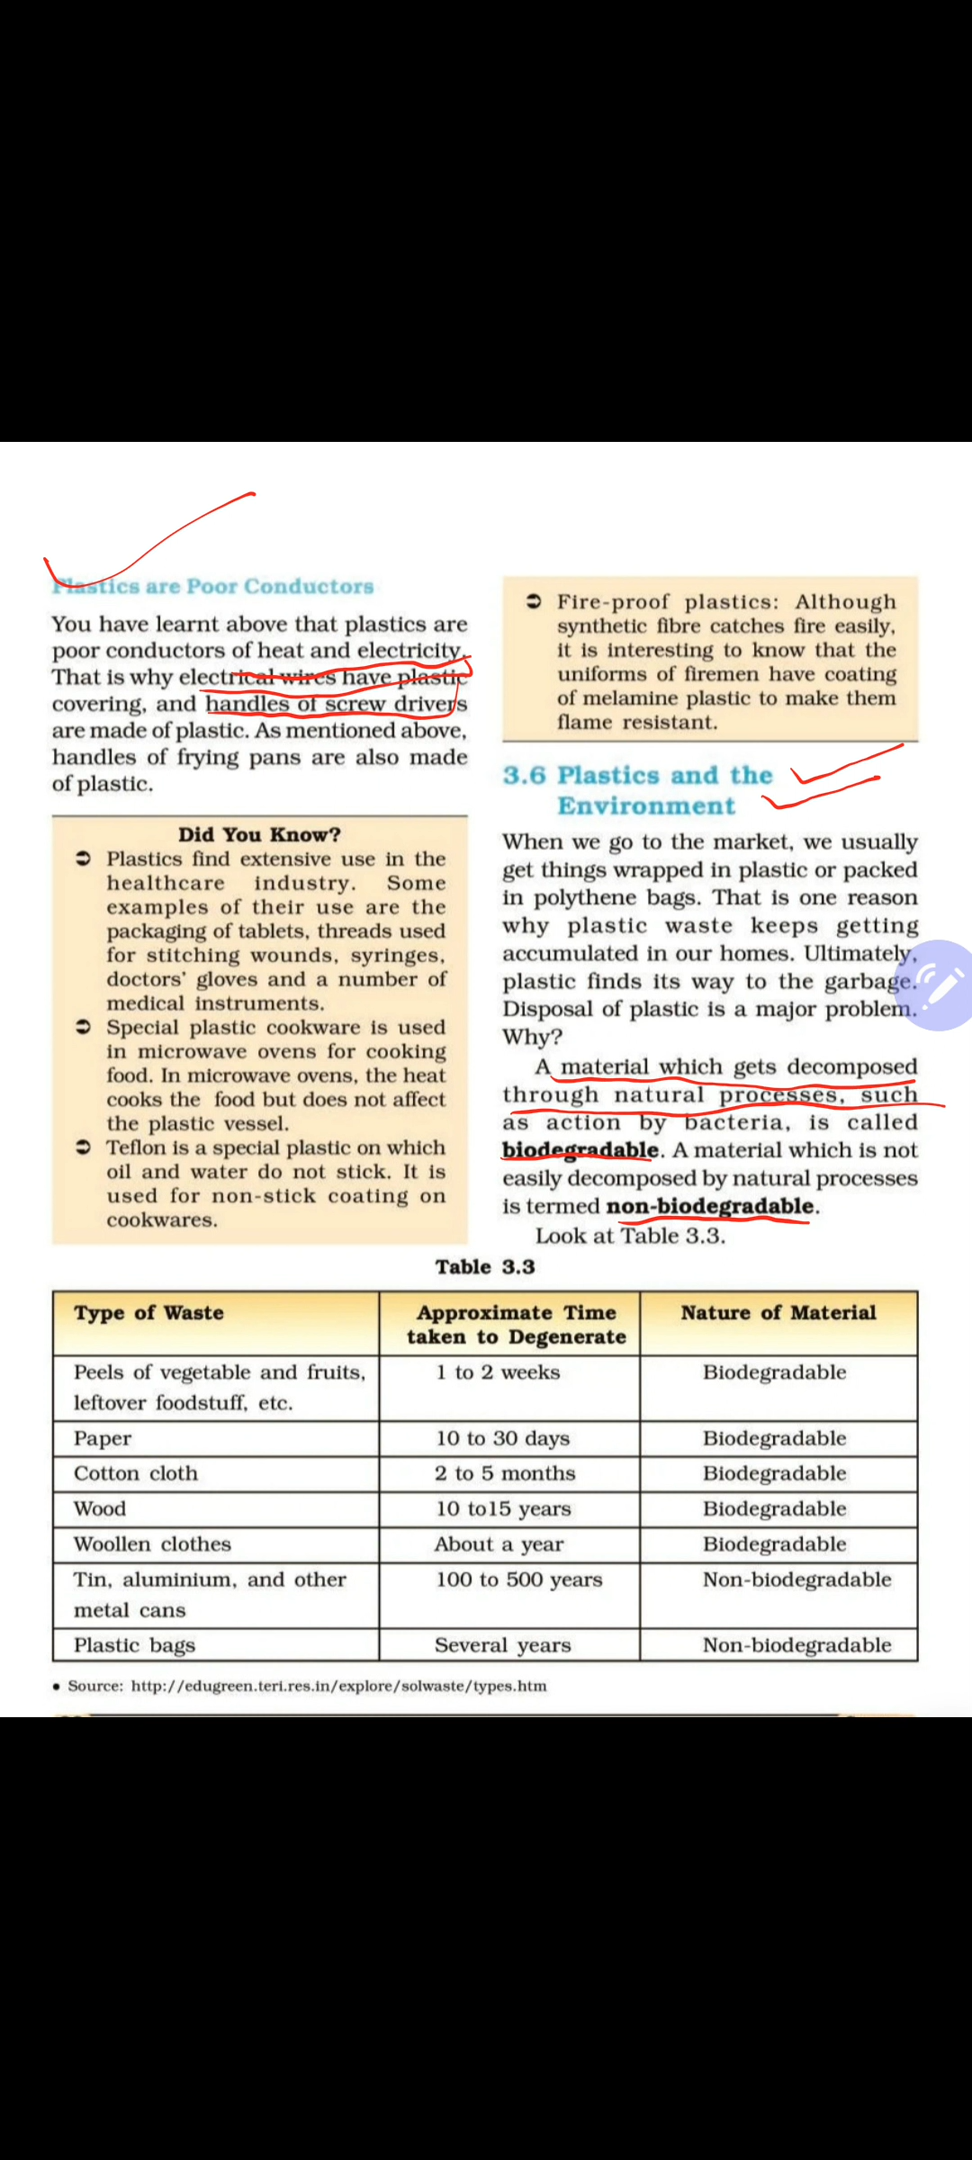 Plastics are Poor Conductors
You have learnt above that plastics are
poor conductors of heat and electricity.
That is why electrical wires have plastic
covering, and handles of screw drivers
are made of plastic. As mentioned above,
handles of frying pans are also made
of plastic.
Did You Know?
➲ Plastics find extensive use in the
healthcare industry. Some
examples of their use are the
packaging of tablets, threads used
for stitching wounds, syringes,
doctors' gloves and a number of
medical instruments.
➲ Special plastic cookware is used
in microwave ovens for cooking
food. In microwave ovens, the heat
cooks the food but does not affect
the plastic vessel.
➲ Teflon is a special plastic on which
oil and water do not stick. It is
used for non-stick coating on
cookwares.
➲ Fire-proof plastics: Although
synthetic fibre catches fire easily,
it is interesting to know that the
uniforms of firemen have coating
of melamine plastic to make them
flame resistant.
3.6 Plastics and the
Environment
When we go to the market, we usually
get things wrapped in plastic or packed
in polythene bags. That is one reason
why plastic waste keeps getting
accumulated in our homes. Ultimately,
plastic finds its way to the garbage.
Disposal of plastic is a major problem.
Why?
A material which gets decomposed
through natural processes, such
as action by bacteria, is called
biodegradable. A material which is not
easily decomposed by natural processes
is termed non-biodegradable.
Look at Table 3.3.
Table 3.3
Type of Waste Approximate Time Nature of Material
taken to Degenerate
Peels of vegetable and fruits, 1 to 2 weeks Biodegradable
leftover foodstuff, etc.
Paper 10 to 30 days Biodegradable
Cotton cloth 2 to 5 months Biodegradable
Wood 10 to15 years Biodegradable
Woollen clothes About a year Biodegradable
Tin, aluminium, and other 100 to 500 years Non-biodegradable
metal cans
Plastic bags Several years Non-biodegradable
• Source: http://edugreen.teri.res.in/explore/solwaste/types.htm